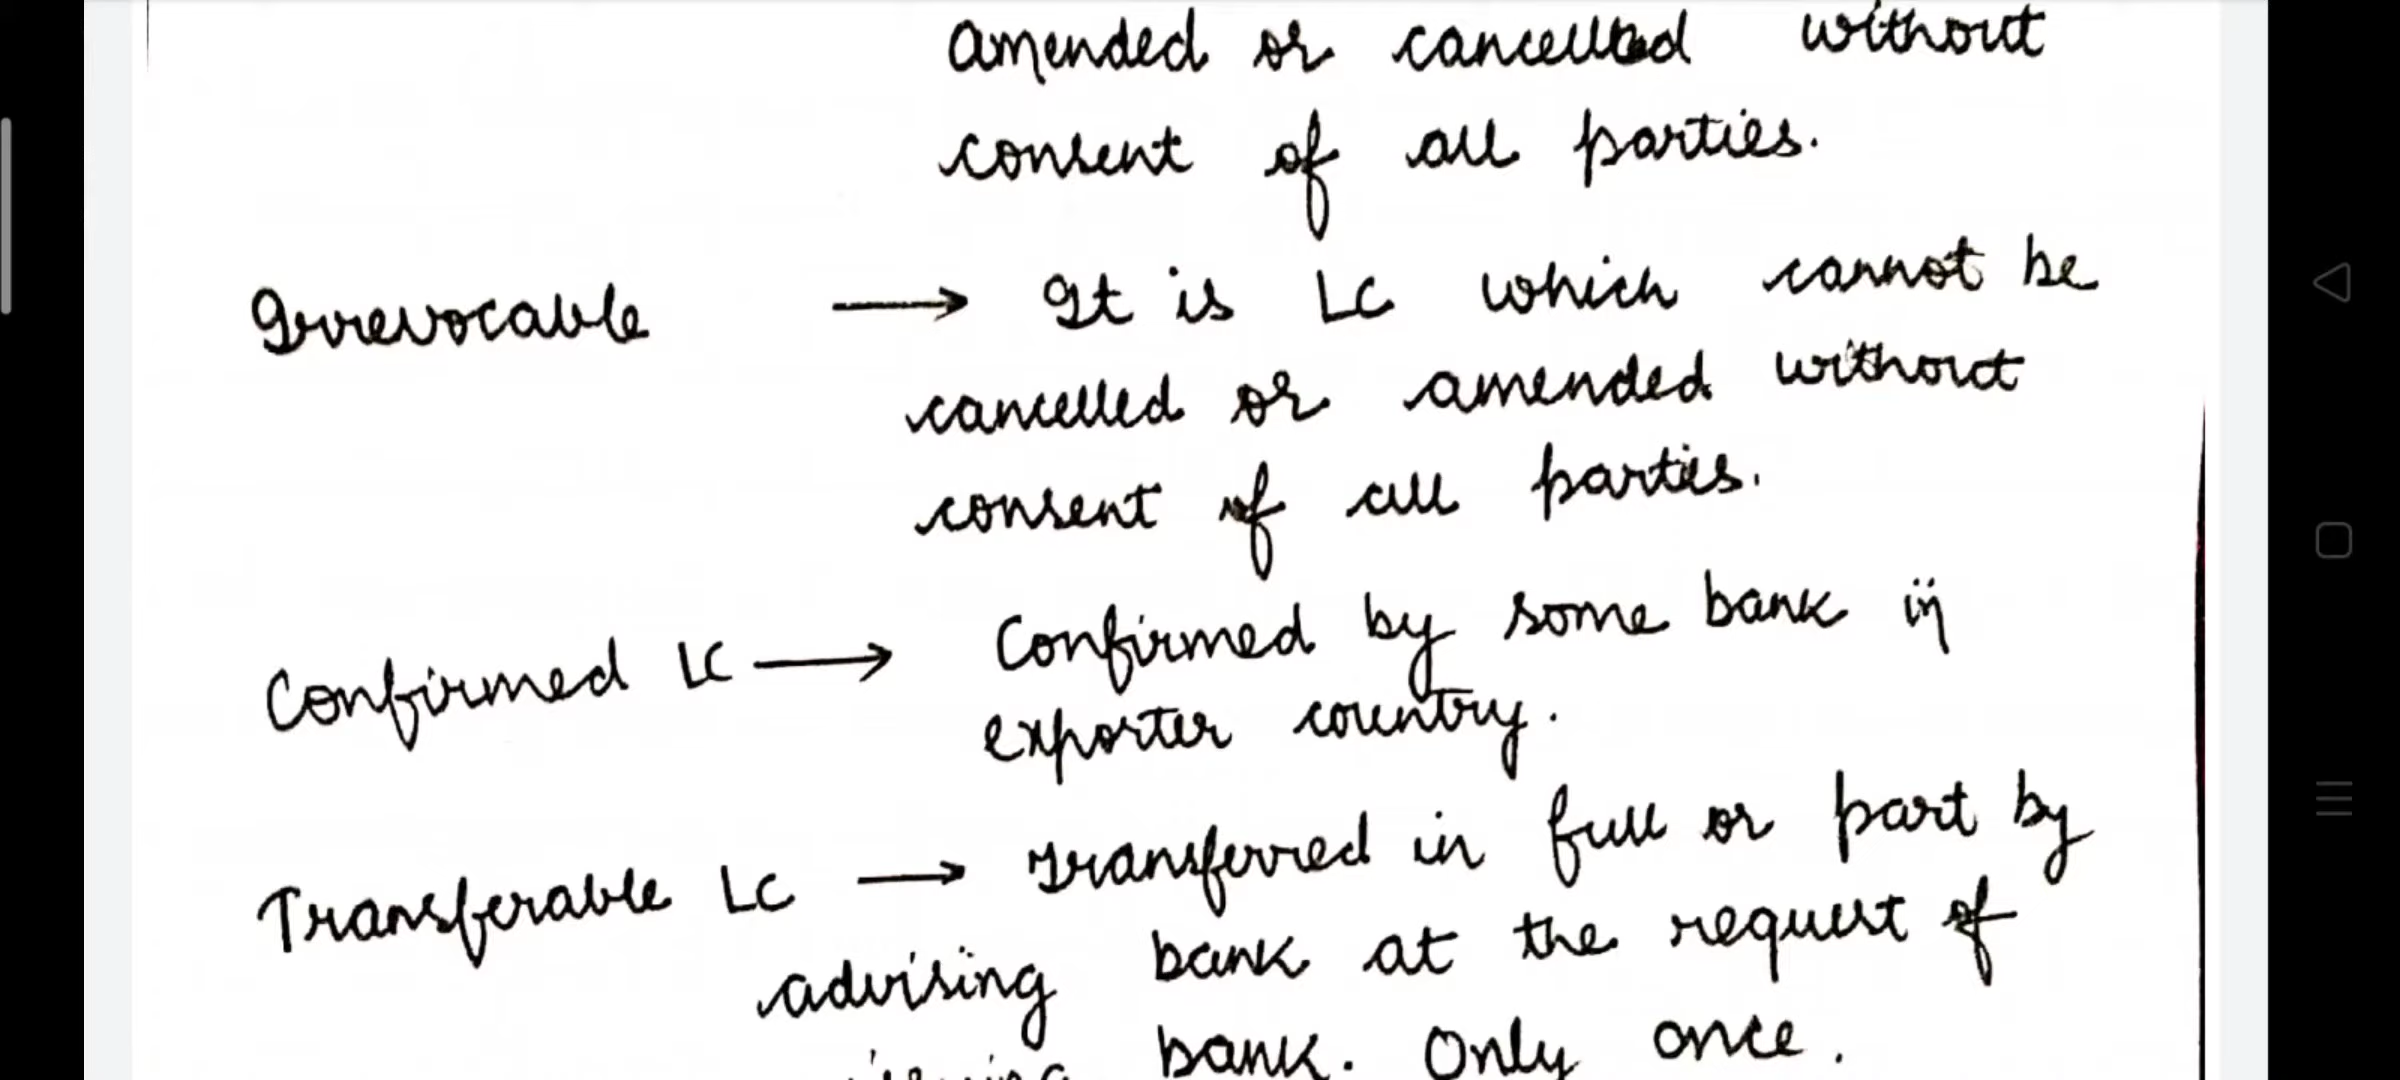 amended or cancelled without
consent of all parties.
Irrevocable → It is LC which cannot be
cancelled or amended without
consent of all parties.
Confirmed LC → Confirmed by some bank in
exporter country.
Transferable LC → transferred in full or part by
advising bank at the request of
bank. Only once.